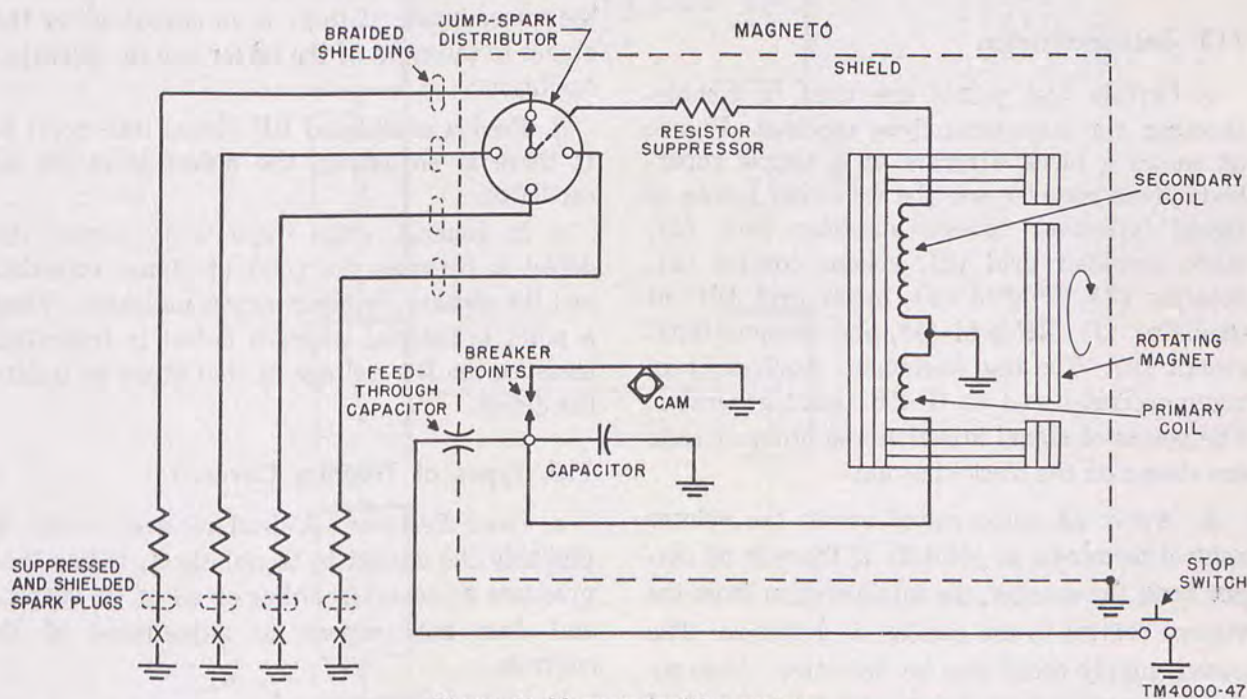 BRAIDED
SHIELDING
JUMP-SPARK
DISTRIBUTOR
MAGNETO
SHIELD
RESISTOR
SUPPRESSOR
SECONDARY
COIL
ROTATING
MAGNET
PRIMARY
COIL
BREAKER
POINTS
FEED-
THROUGH
CAPACITOR
CAM
CAPACITOR
SUPPRESSED
AND SHIELDED
SPARK PLUGS
STOP
SWITCH
TM4000-47